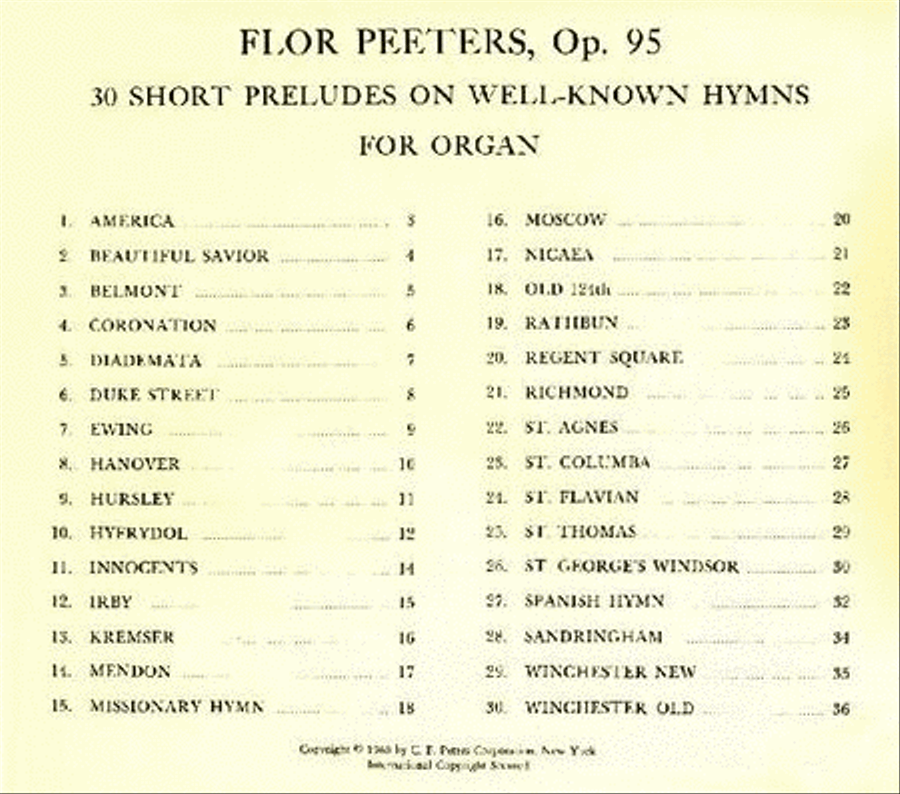 FLOR PEETERS, Op. 95
30 SHORT PRELUDES ON WELL-KNOWN HYMNS
FOR ORGAN
1. AMERICA 3
2. BEAUTIFUL SAVIOR 4
3. BELMONT 5
4. CORONATION 6
5. DIADEMATA 7
6. DUKE STREET 8
7. EWING 9
8. HANOVER 10
9. HURSLEY 11
10. HYFRYDOL 12
11. INNOCENTS 14
12. IRBY 15
13. KREMSER 16
14. MENDON 17
15. MISSIONARY HYMN 18
16. MOSCOW 20
17. NICAEA 21
18. OLD 124th 22
19. RATHBUN 23
20. REGENT SQUARE 24
21. RICHMOND 25
22. ST. AGNES 26
23. ST. COLUMBA 27
24. ST. FLAVIAN 28
25. ST. THOMAS 29
26. ST. GEORGE'S WINDSOR 30
27. SPANISH HYMN 32
28. SANDRINGHAM 34
29. WINCHESTER NEW 35
30. WINCHESTER OLD 36
Copyright © by C. F. Peters Corporation, New York
International Copyright Secured